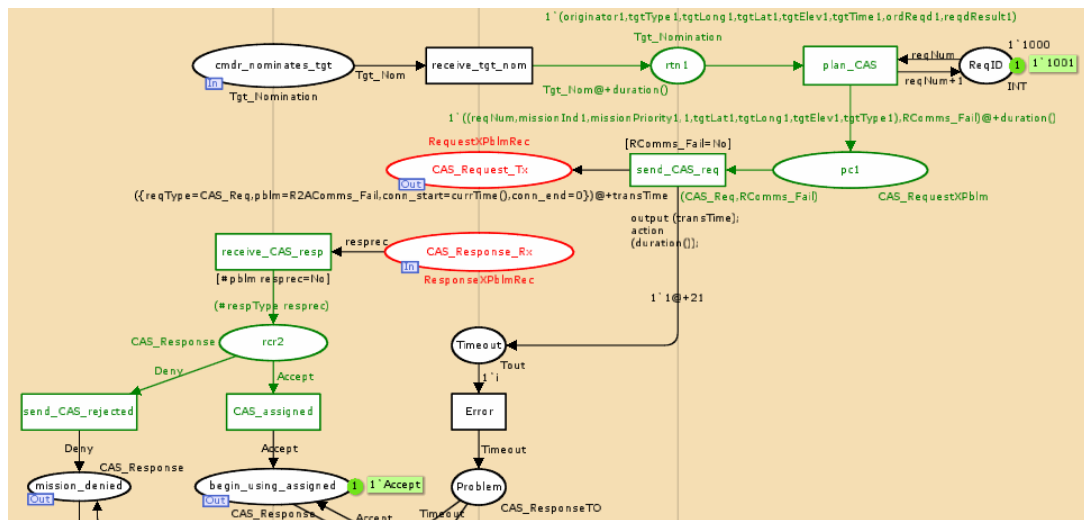 1`(originator1,tgtType1,tgtLong1,tgtLat1,tgtElev1,tgtTime1,ordReqd1,reqdResult1)
Tgt_Nomination
cmdr_nominates_tgt
In
Tgt_Nomination
Tgt_Nom
receive_tgt_nom
Tgt_Nom@+duration()
rtn1
plan_CAS
reqNum
reqNum+1
1`1000
ReqID
1
1`1001
INT
1`((reqNum,missionInd1,missionPriority1,1,tgtLat1,tgtLong1,tgtElev1,tgtType1),RComms_Fail)@+duration()
RequestXPblmRec
[RComms_Fail=No]
CAS_Request_Tx
Out
send_CAS_req
pc1
({reqType=CAS_Req,pblm=R2AComms_Fail,conn_start=currTime(),conn_end=0})@+transTime
(CAS_Req,RComms_Fail)
CAS_RequestXPblm
output (transTime);
action
(duration());
receive_CAS_resp
resprec
CAS_Response_Rx
In
[#pblm resprec=No]
ResponseXPblmRec
1`1@+21
(#respType resprec)
CAS_Response
rcr2
Timeout
Tout
Deny
Accept
1`i
send_CAS_rejected
CAS_assigned
Error
Deny
Accept
Timeout
CAS_Response
mission_denied
Out
begin_using_assigned
1
1`Accept
Out
CAS_Response
Problem
CAS_ResponseTO
Accept
Timeout